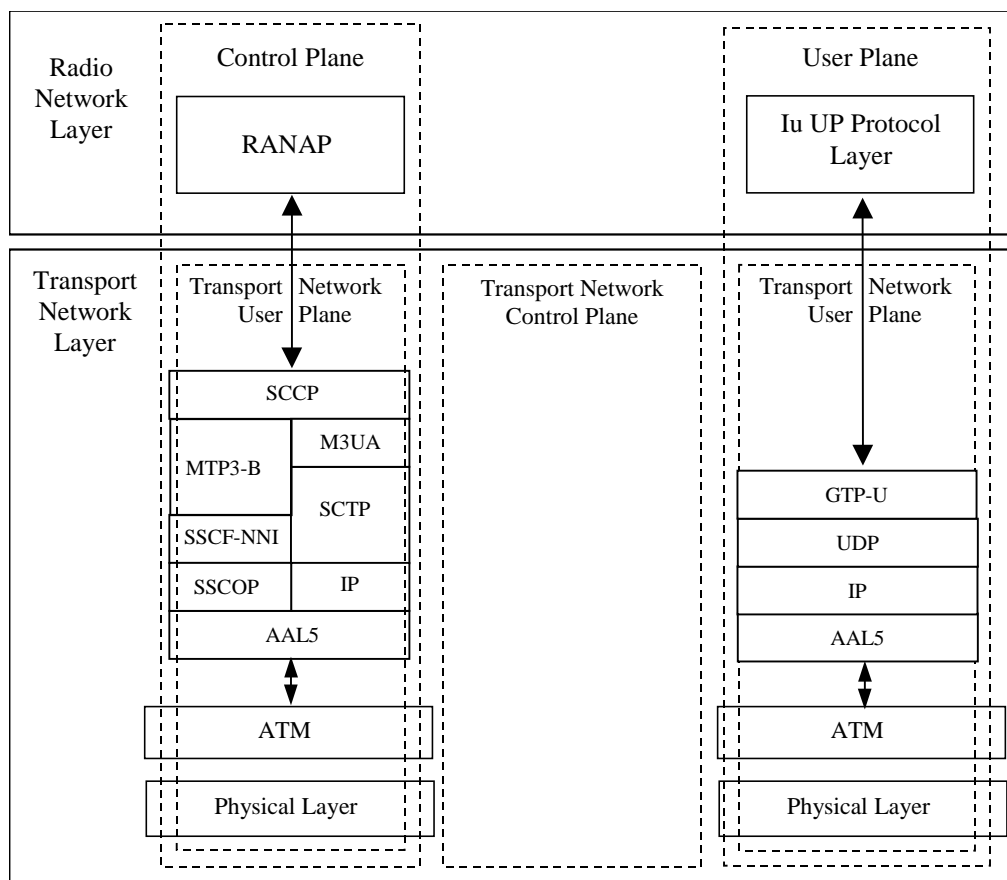 Radio
Network
Layer
Control Plane
RANAP
User Plane
Iu UP Protocol
Layer
Transport
Network
Layer
Transport Network
User Plane
SCCP
MTP3-B
M3UA
SCTP
SSCF-NNI
SSCOP
IP
AAL5
ATM
Physical Layer
Transport Network
Control Plane
Transport Network
User Plane
GTP-U
UDP
IP
AAL5
ATM
Physical Layer